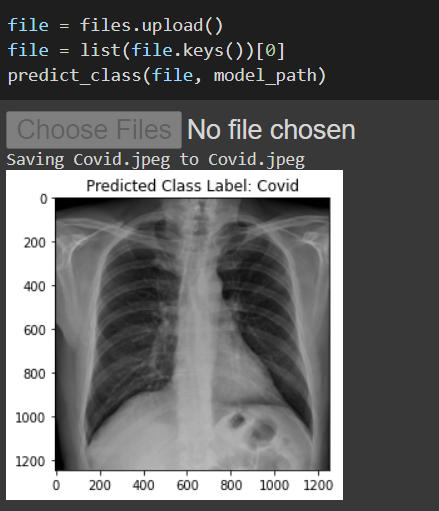 file = files.upload()
file = list(file.keys())[0]
predict_class(file, model_path)
Choose Files No file chosen
Saving Covid.jpeg to Covid.jpeg
Predicted Class Label: Covid
0
200
400
600
800
1000
1200
0 200 400 600 800 1000 1200